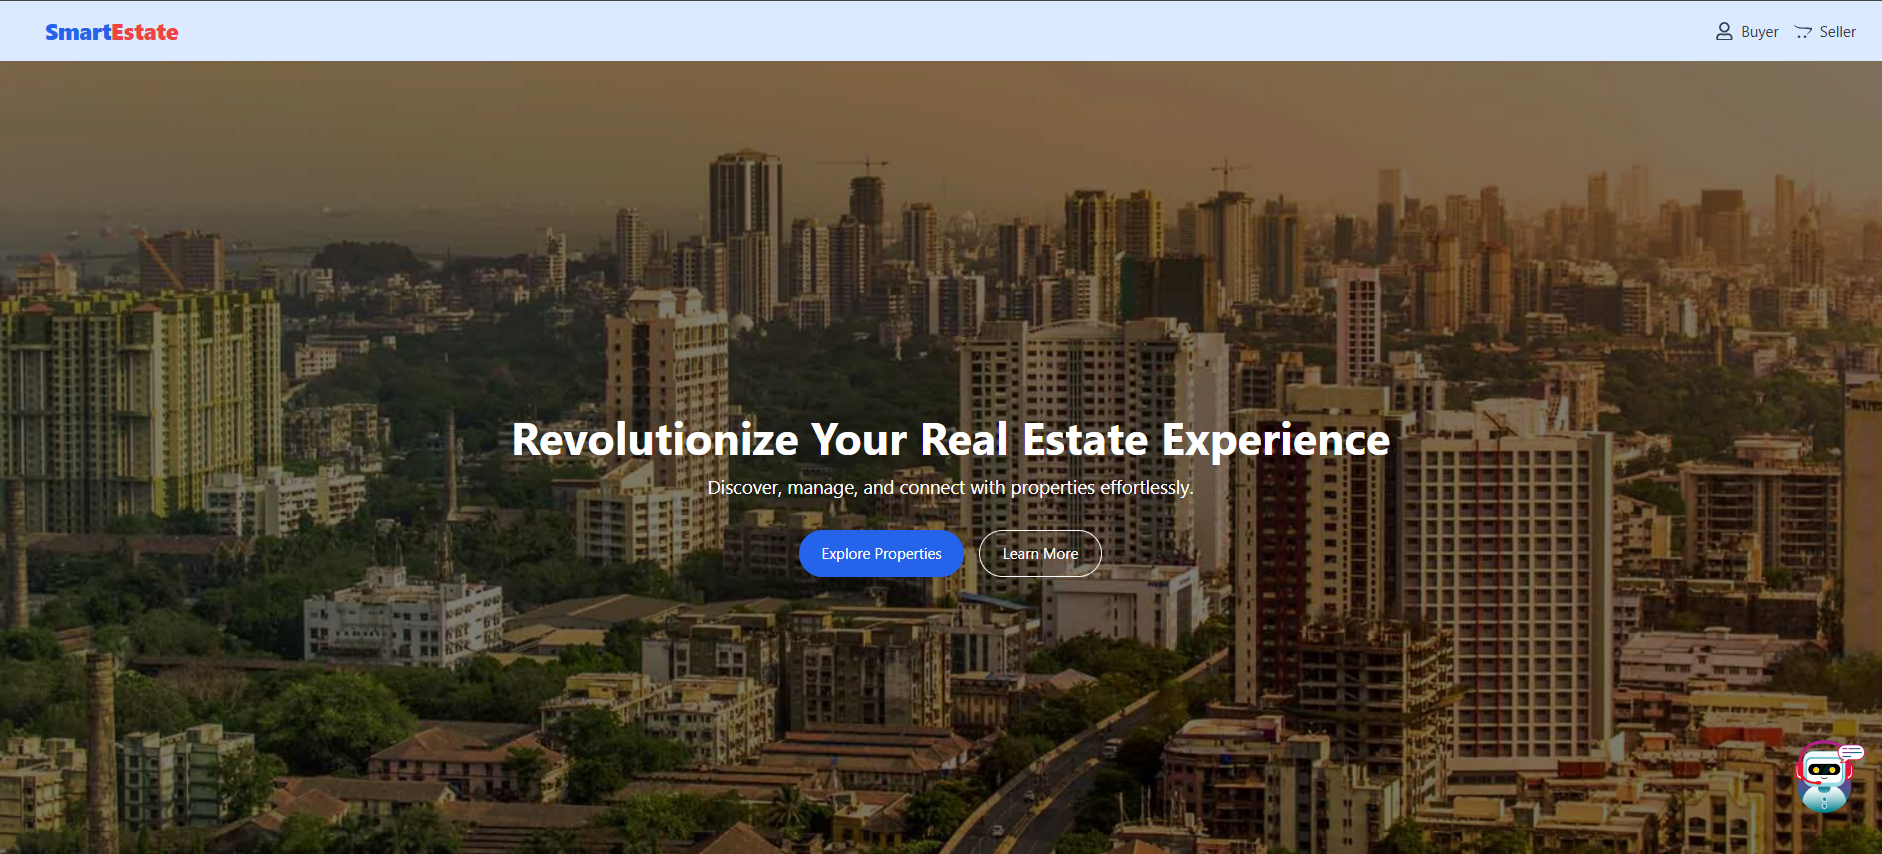 SmartEstate
Buyer
Seller
Revolutionize Your Real Estate Experience
Discover, manage, and connect with properties effortlessly.
Explore Properties
Learn More